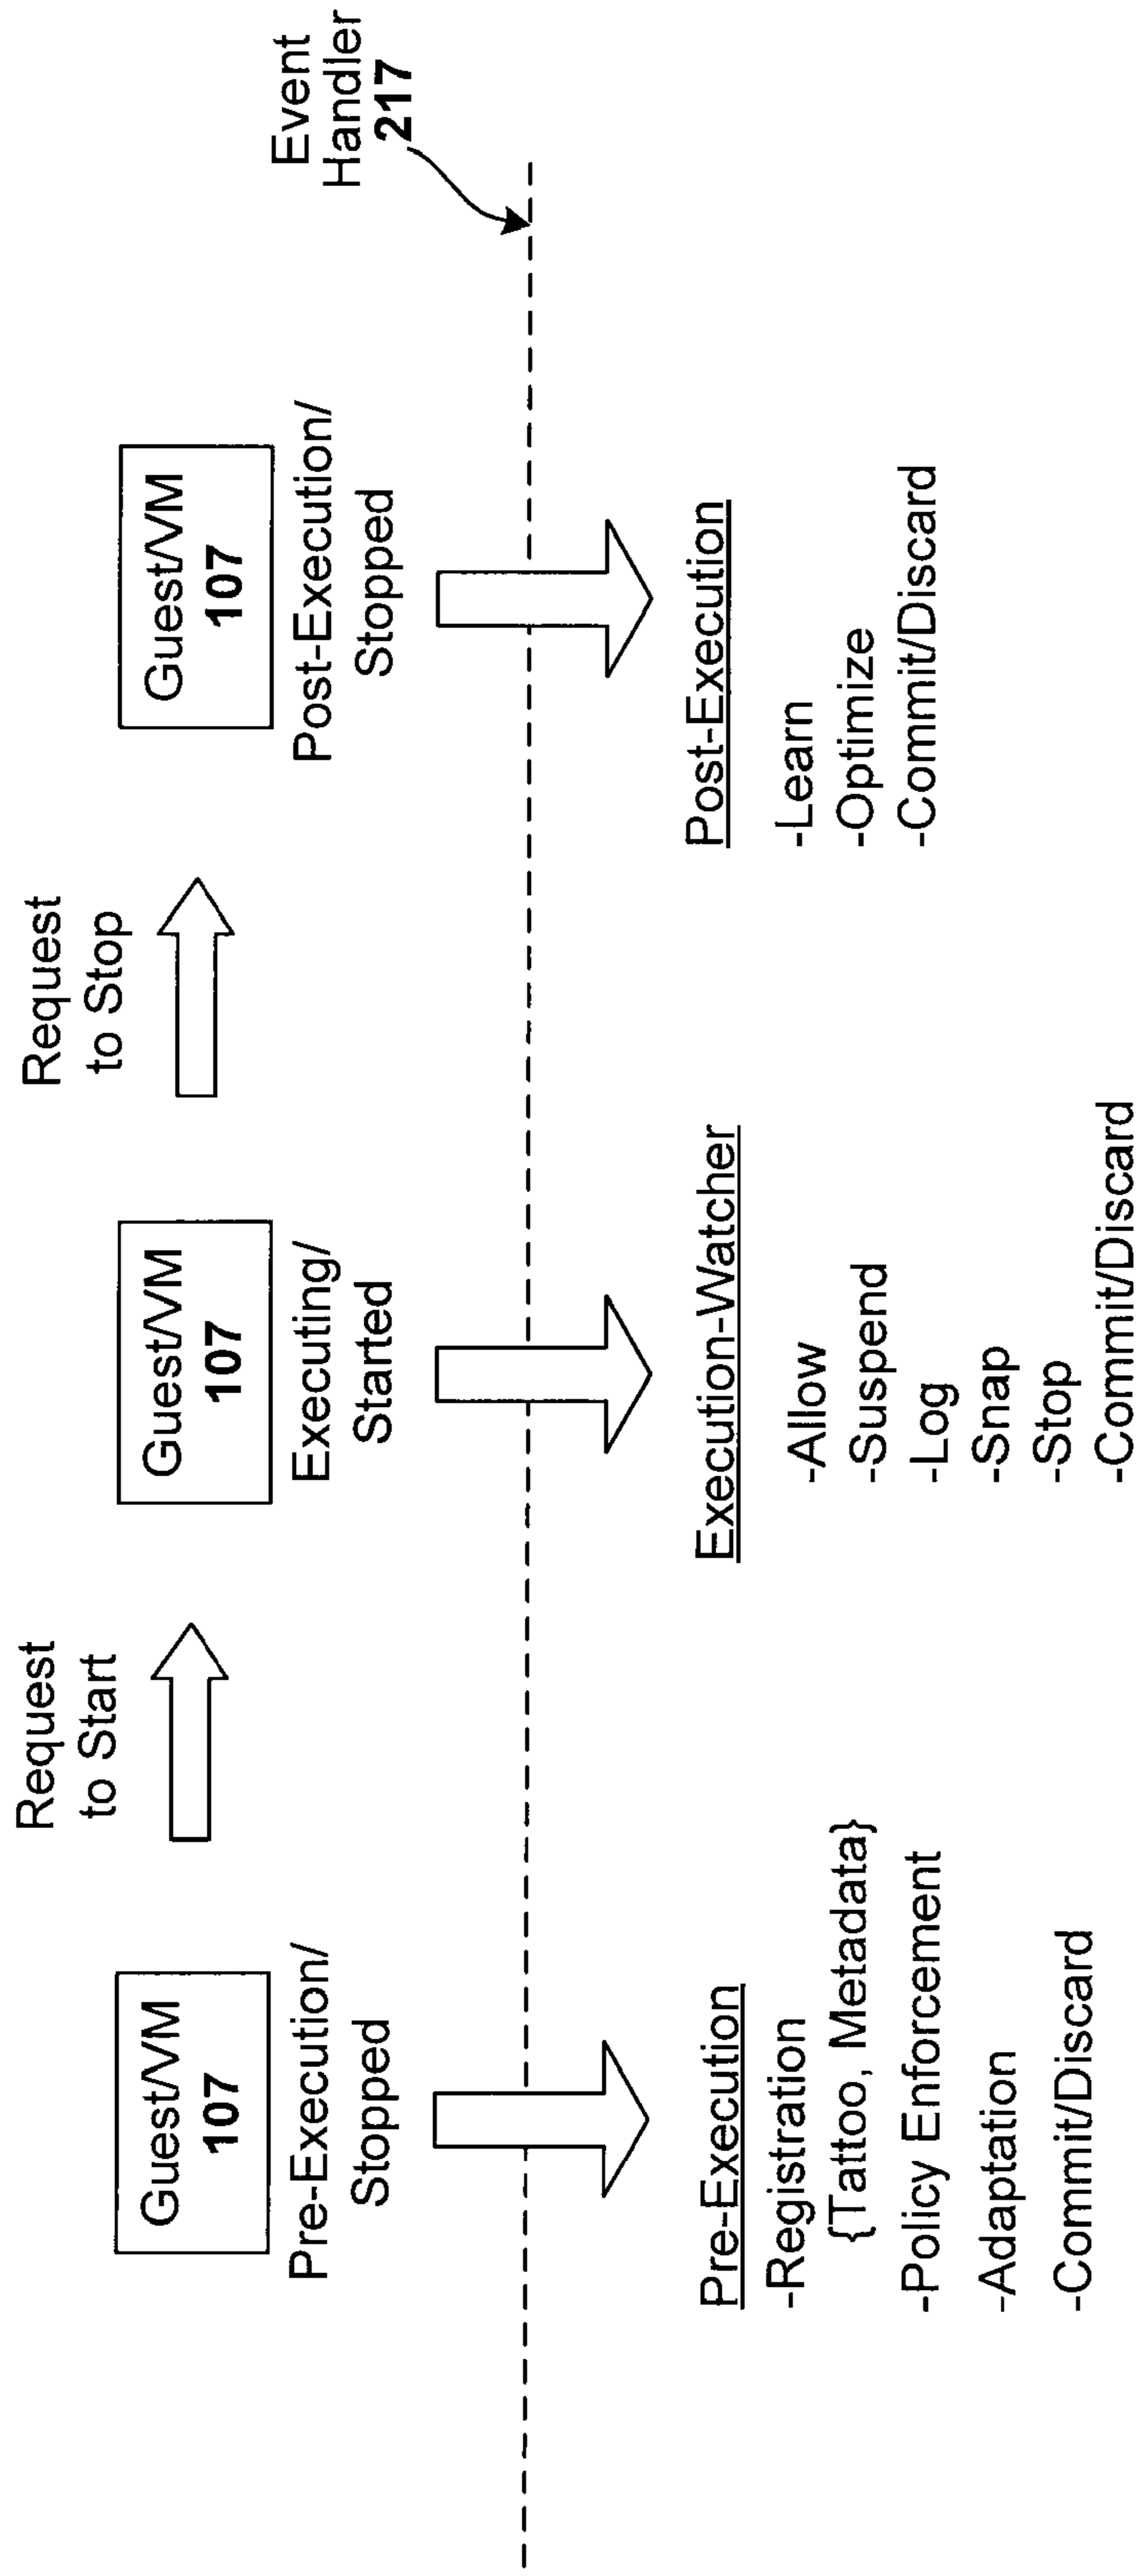 Request
to Start
Request
to Stop
Guest/VM
107
Pre-Execution/
Stopped
Guest/VM
107
Executing/
Started
Guest/VM
107
Post-Execution/
Stopped
Event
Handler
217
Pre-Execution
-Registration
{Tattoo, Metadata}
-Policy Enforcement
-Adaptation
-Commit/Discard
Execution-Watcher
-Allow
-Suspend
-Log
-Snap
-Stop
-Commit/Discard
Post-Execution
-Learn
-Optimize
-Commit/Discard